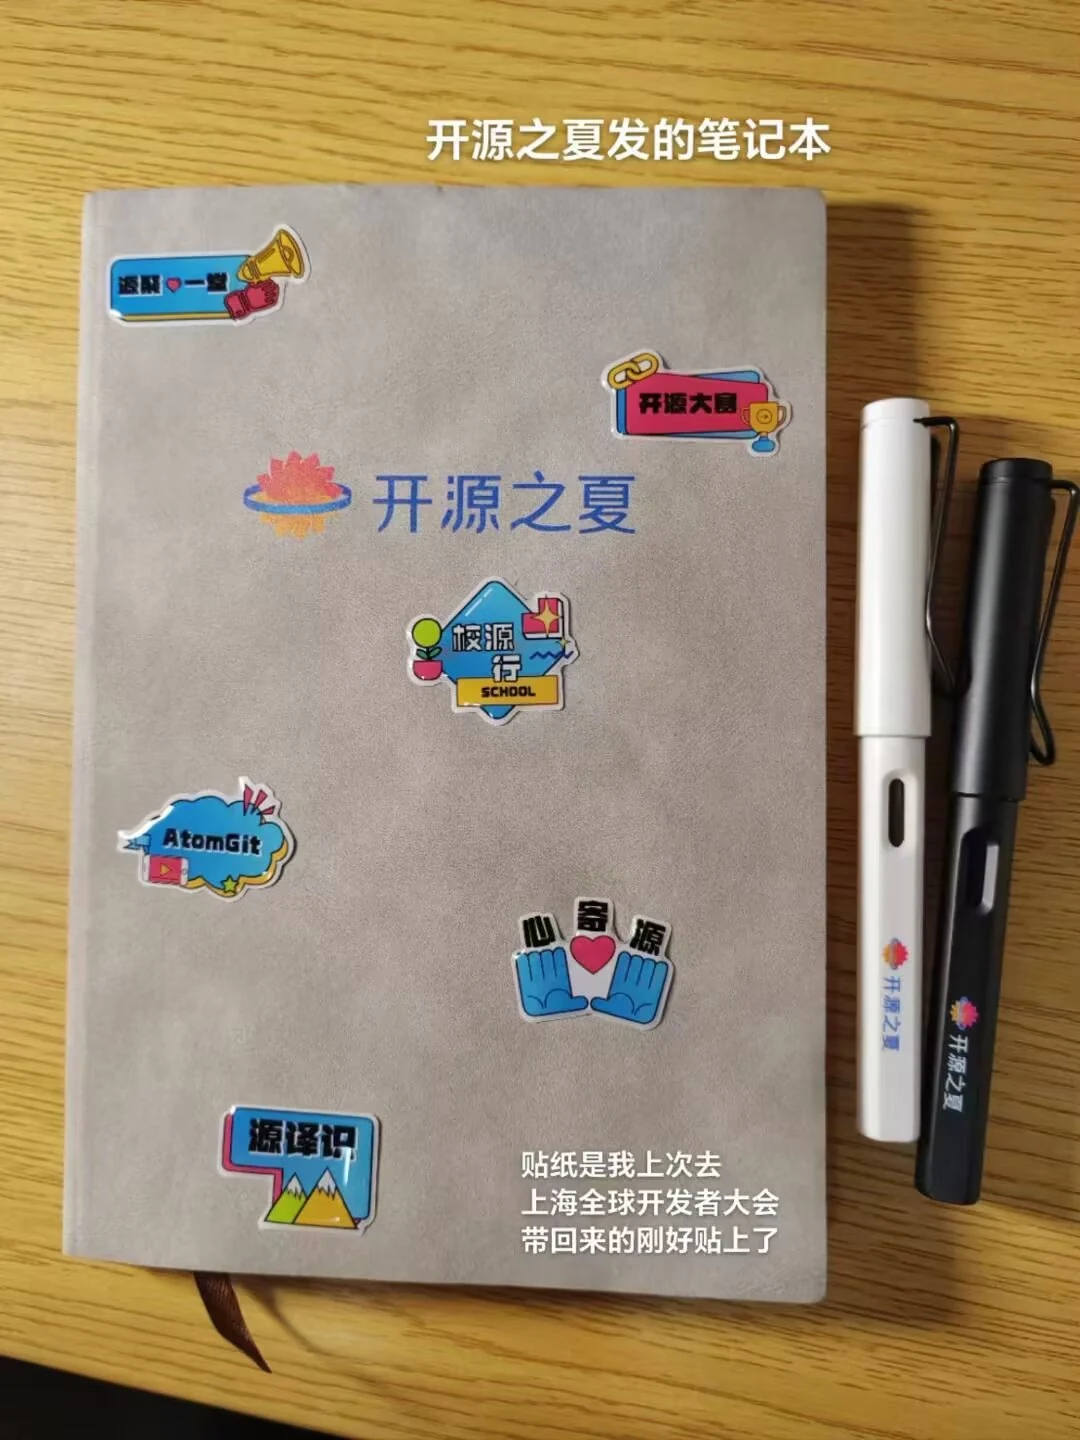 开源之夏发的笔记本
一堂
开源大赛
开源之夏
校源
行
SCHOOL
AtomGit
心寄源
源译识
开源之夏
开源之夏
贴纸是我上次去
上海全球开发者大会
带回来的刚好贴上了